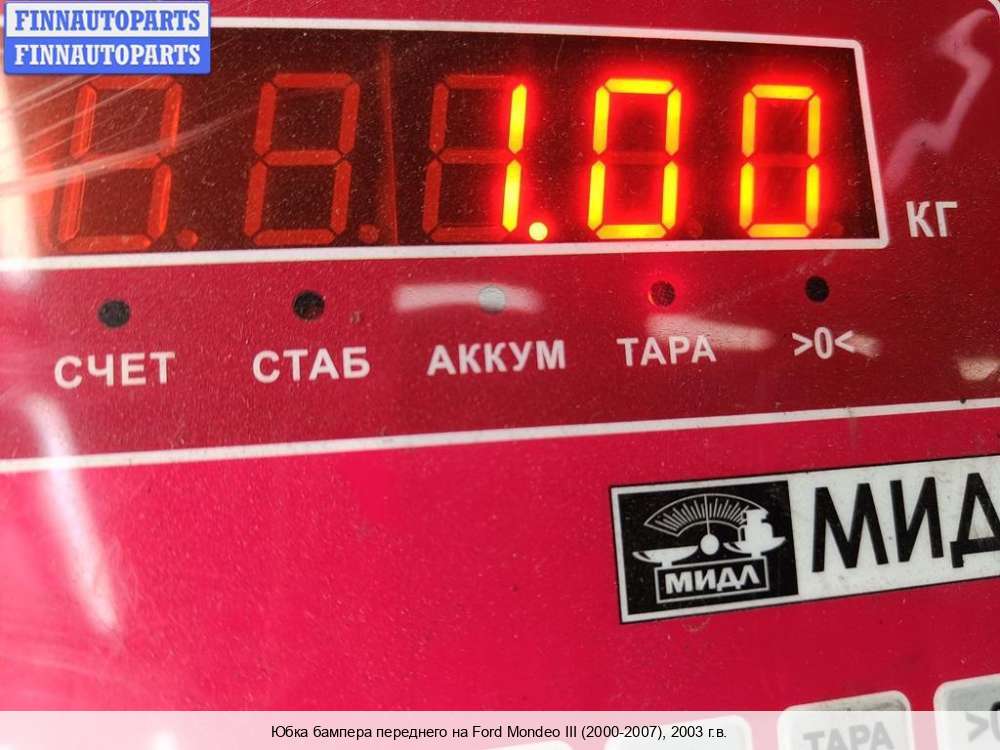 FINNAUTOPARTS
FINNAUTOPARTS
1.00
КГ
СЧЕТ СТАБ АККУМ ТАРА >0<
МИДЛ
ТАРА
Юбка бампера переднего на Ford Mondeo III (2000-2007), 2003 г.в.